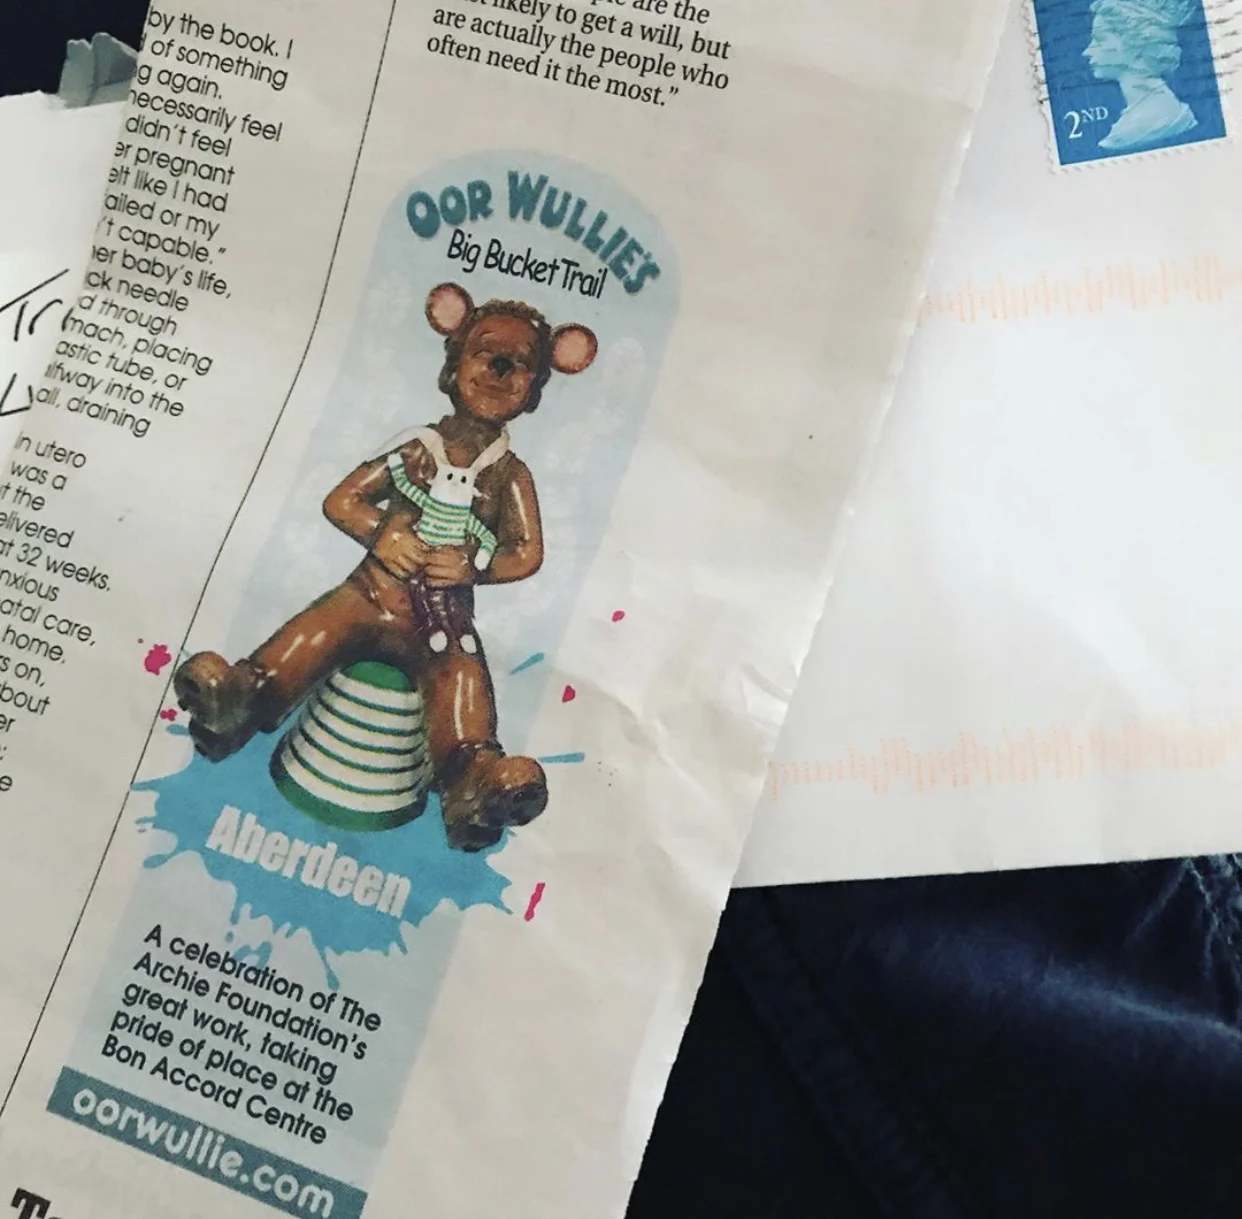 by the book. I
of something
g again.
necessarily feel
didn't feel
er pregnant
elt like I had
ailed or my
't capable."
er baby's life,
ck needle
d through
mach, placing
astic tube, or
lfway into the
all, draining
in utero
was a
the
elivered
at 32 weeks.
nxious
atal care,
home.
s on,
bout
er
e
are the
likely to get a will, but
are actually the people who
often need it the most."
OOR WULLIE'S
Big Bucket Trail
Aberdeen
A celebration of The
Archie Foundation's
great work, taking
pride of place at the
Bon Accord Centre
oorwullie.com
2ND